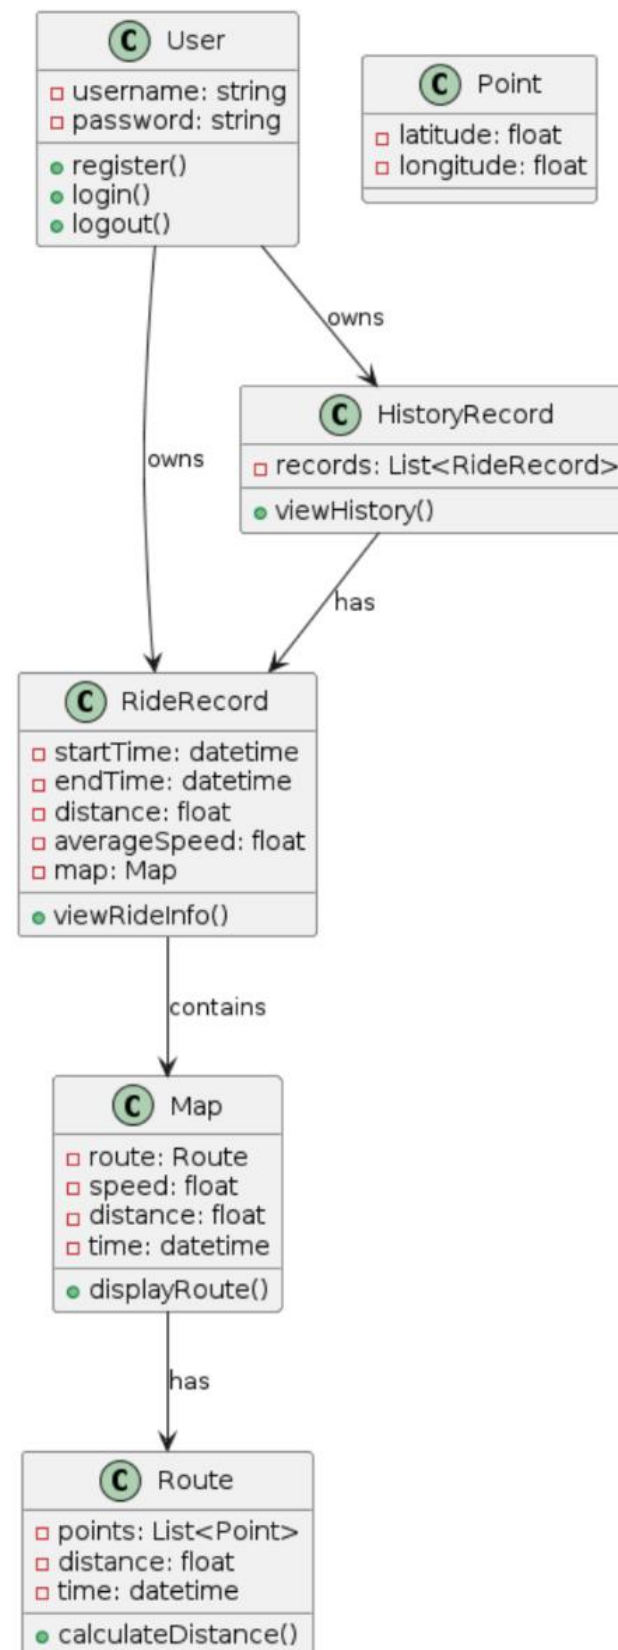 C User
username: string
password: string
register()
login()
logout()
C Point
latitude: float
longitude: float
owns
owns
C HistoryRecord
records: List<RideRecord>
viewHistory()
has
C RideRecord
startTime: datetime
endTime: datetime
distance: float
averageSpeed: float
map: Map
viewRideInfo()
contains
C Map
route: Route
speed: float
distance: float
time: datetime
displayRoute()
has
C Route
points: List<Point>
distance: float
time: datetime
calculateDistance()